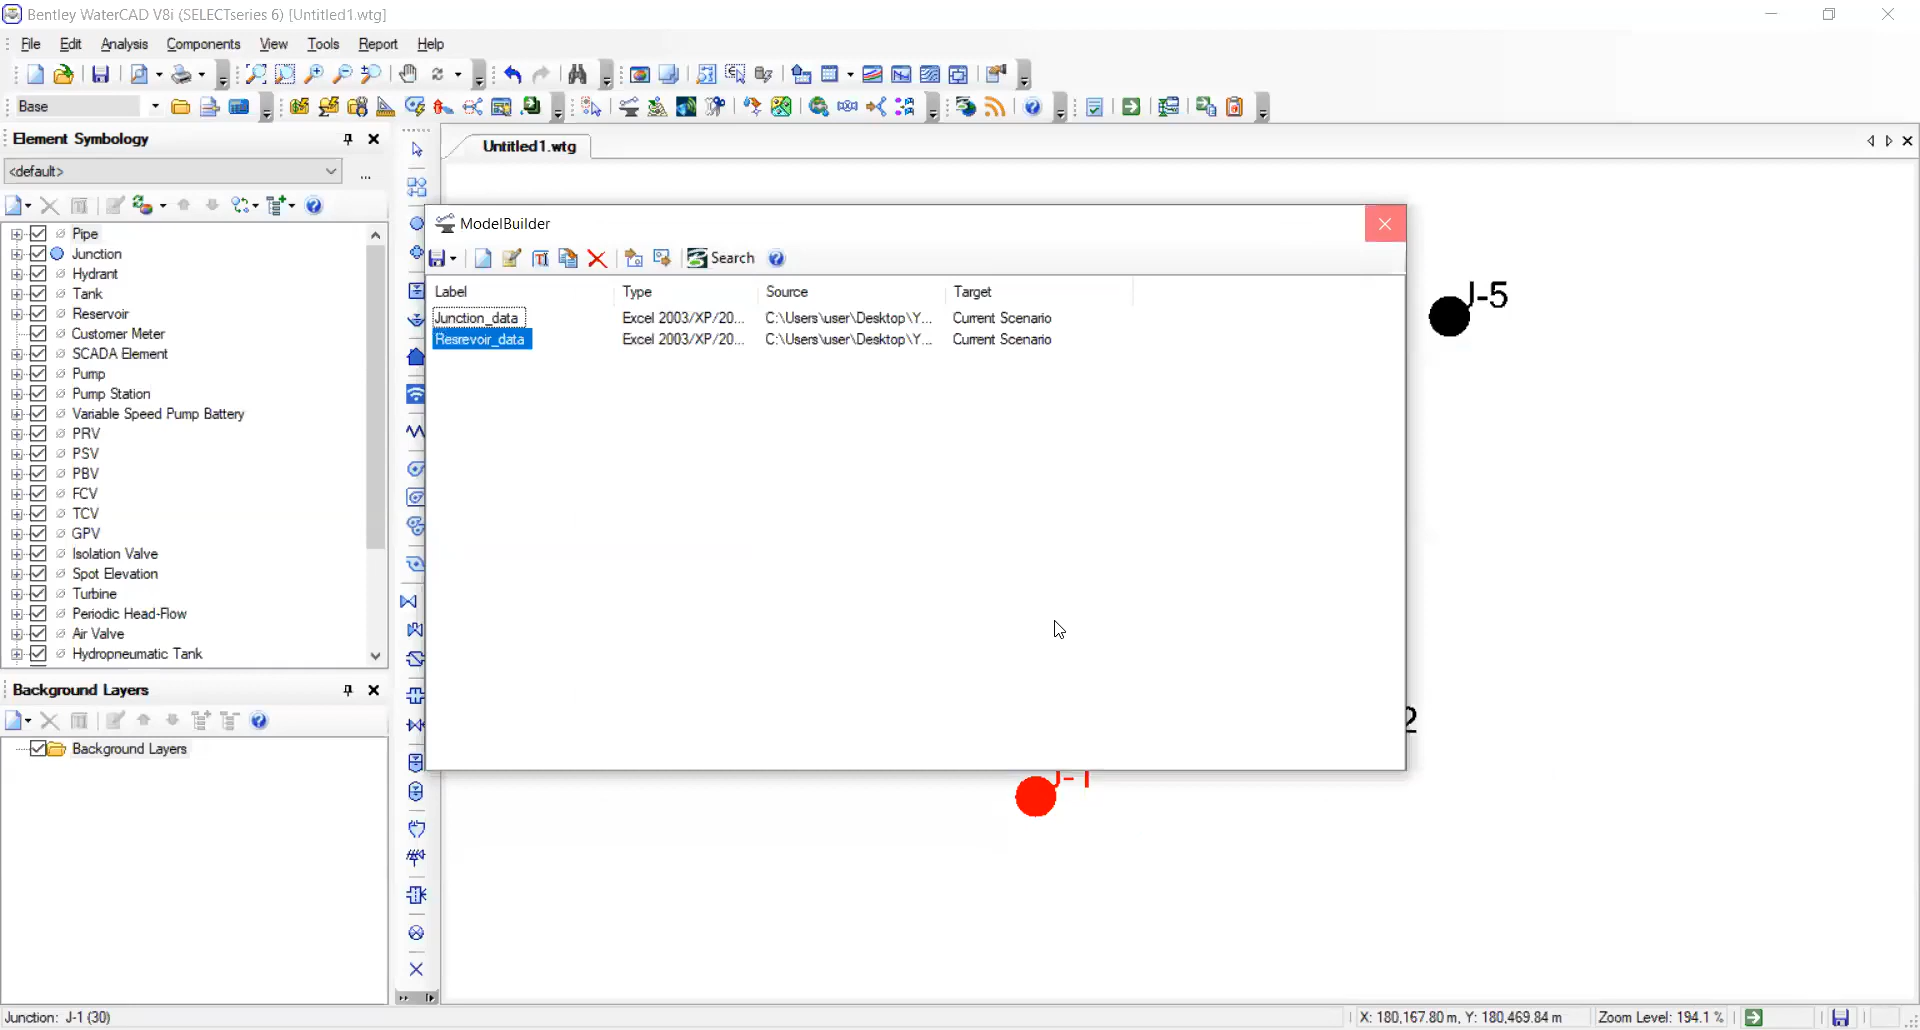 Bentley WaterCAD V8i (SELECTseries 6) [Untitled1.wtg]
File Edit Analysis Components View Tools Report Help
Base
Element Symbology
<default>
...
Pipe
Junction
Hydrant
Tank
Reservoir
Customer Meter
SCADA Element
Pump
Pump Station
Variable Speed Pump Battery
PRV
PSV
PBV
FCV
TCV
GPV
Isolation Valve
Spot Elevation
Turbine
Periodic Head-Flow
Air Valve
Hydropneumatic Tank
Background Layers
Background Layers
Untitled1.wtg
ModelBuilder
Search
Label Type Source Target
Junction_data Excel 2003/XP/20... C:\Users\user\Desktop\Y... Current Scenario
Resrevoir_data Excel 2003/XP/20... C:\Users\user\Desktop\Y... Current Scenario
J-5
2
J-1
Junction: J-1 (30)
X: 180,167.80 m, Y: 180,469.84 m
Zoom Level: 194.1 %